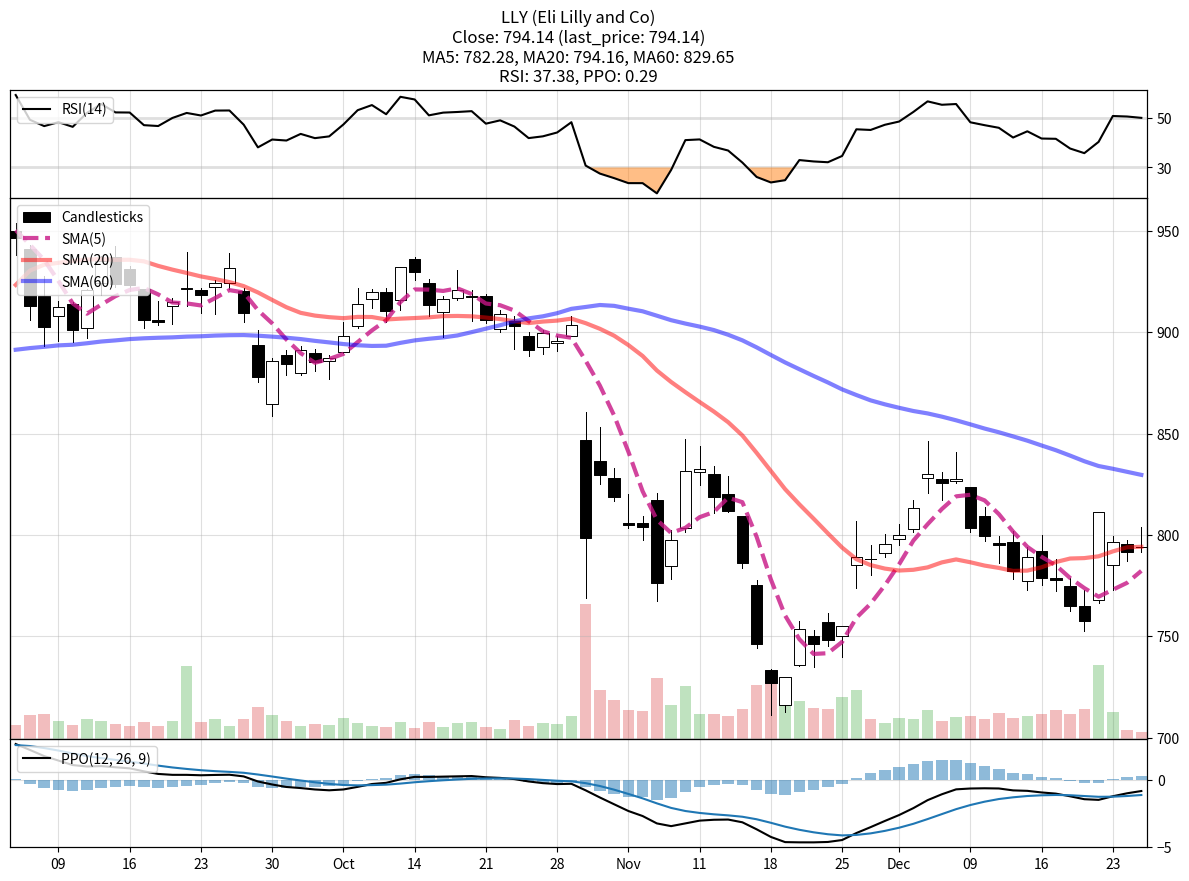 LLY (Eli Lilly and Co)
Close: 794.14 (last_price: 794.14)
MA5: 782.28, MA20: 794.16, MA60: 829.65
RSI: 37.38, PPO: 0.29
RSI(14)
50
30
Candlesticks
SMA(5)
SMA(20)
SMA(60)
950
900
850
800
750
700
PPO(12, 26, 9)
0
−5
09 16 23 30 Oct 14 21 28 Nov 11 18 25 Dec 09 16 23